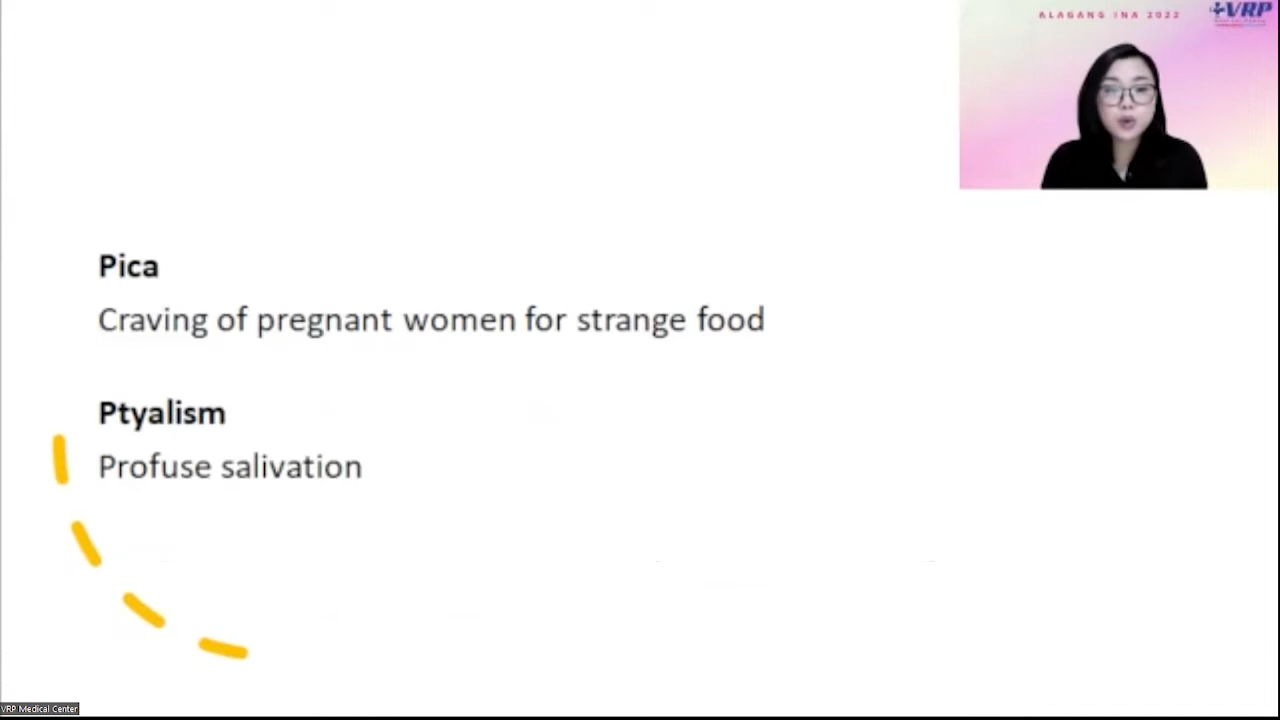 ALAGANG INA 2022
VRP
Pica
Craving of pregnant women for strange food
Ptyalism
Profuse salivation
VRP Medical Center